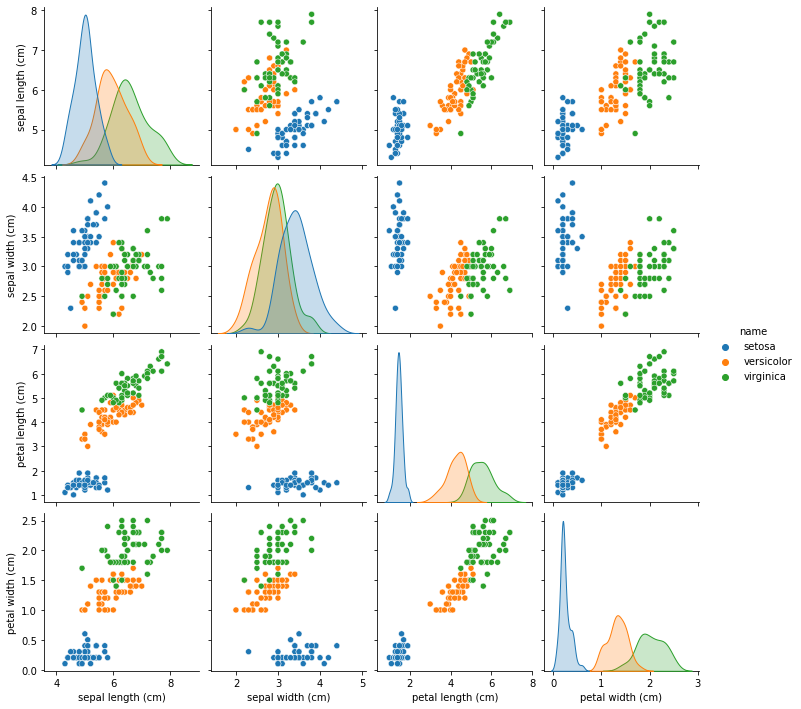 sepal length (cm)
8
7
6
5
sepal width (cm)
4.5
4.0
3.5
3.0
2.5
2.0
petal length (cm)
7
6
5
4
3
2
1
petal width (cm)
2.5
2.0
1.5
1.0
0.5
0.0
4 6 8
sepal length (cm)
2 3 4 5
sepal width (cm)
2 4 6 8
petal length (cm)
0 1 2 3
petal width (cm)
name
setosa
versicolor
virginica